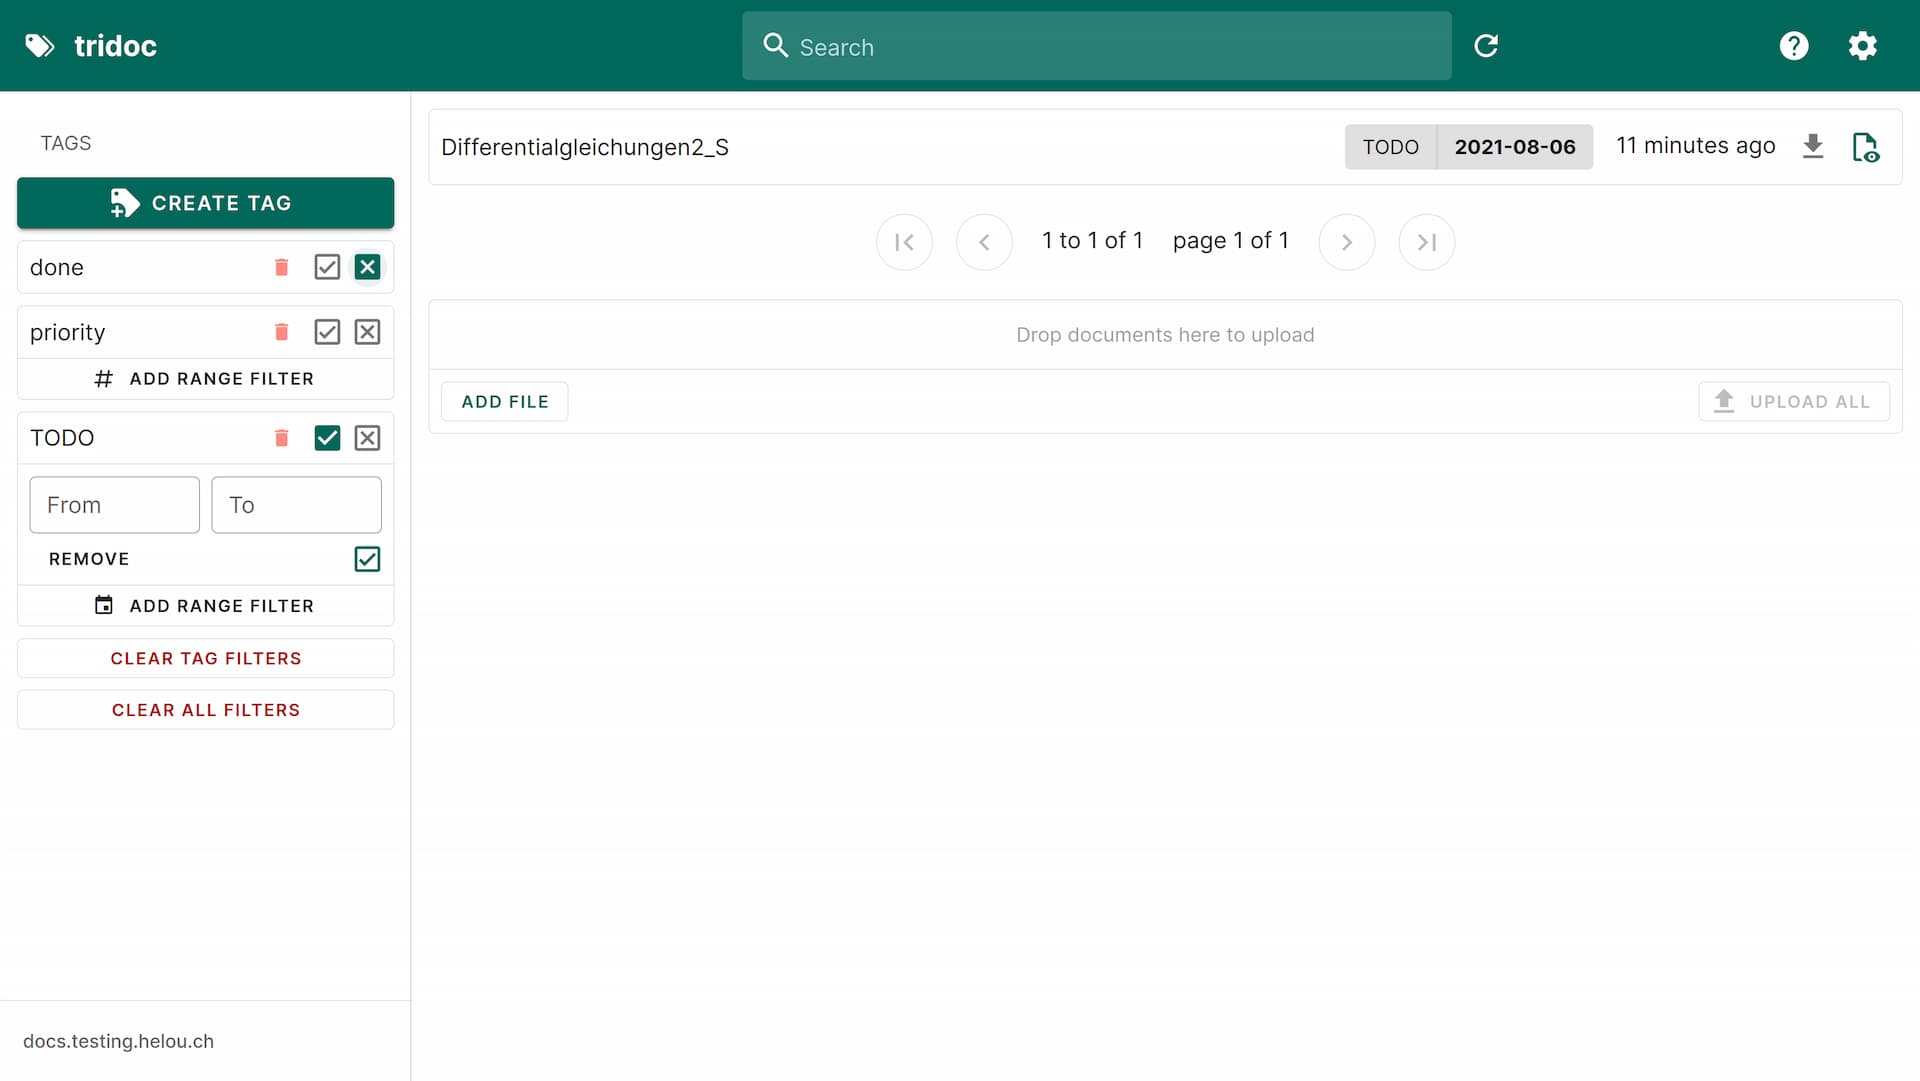 tridoc
Search
TAGS
CREATE TAG
done
priority
ADD RANGE FILTER
TODO
From
To
REMOVE
ADD RANGE FILTER
CLEAR TAG FILTERS
CLEAR ALL FILTERS
docs.testing.helou.ch
Differentialgleichungen2_S
TODO 2021-08-06
11 minutes ago
1 to 1 of 1 page 1 of 1
Drop documents here to upload
ADD FILE
UPLOAD ALL